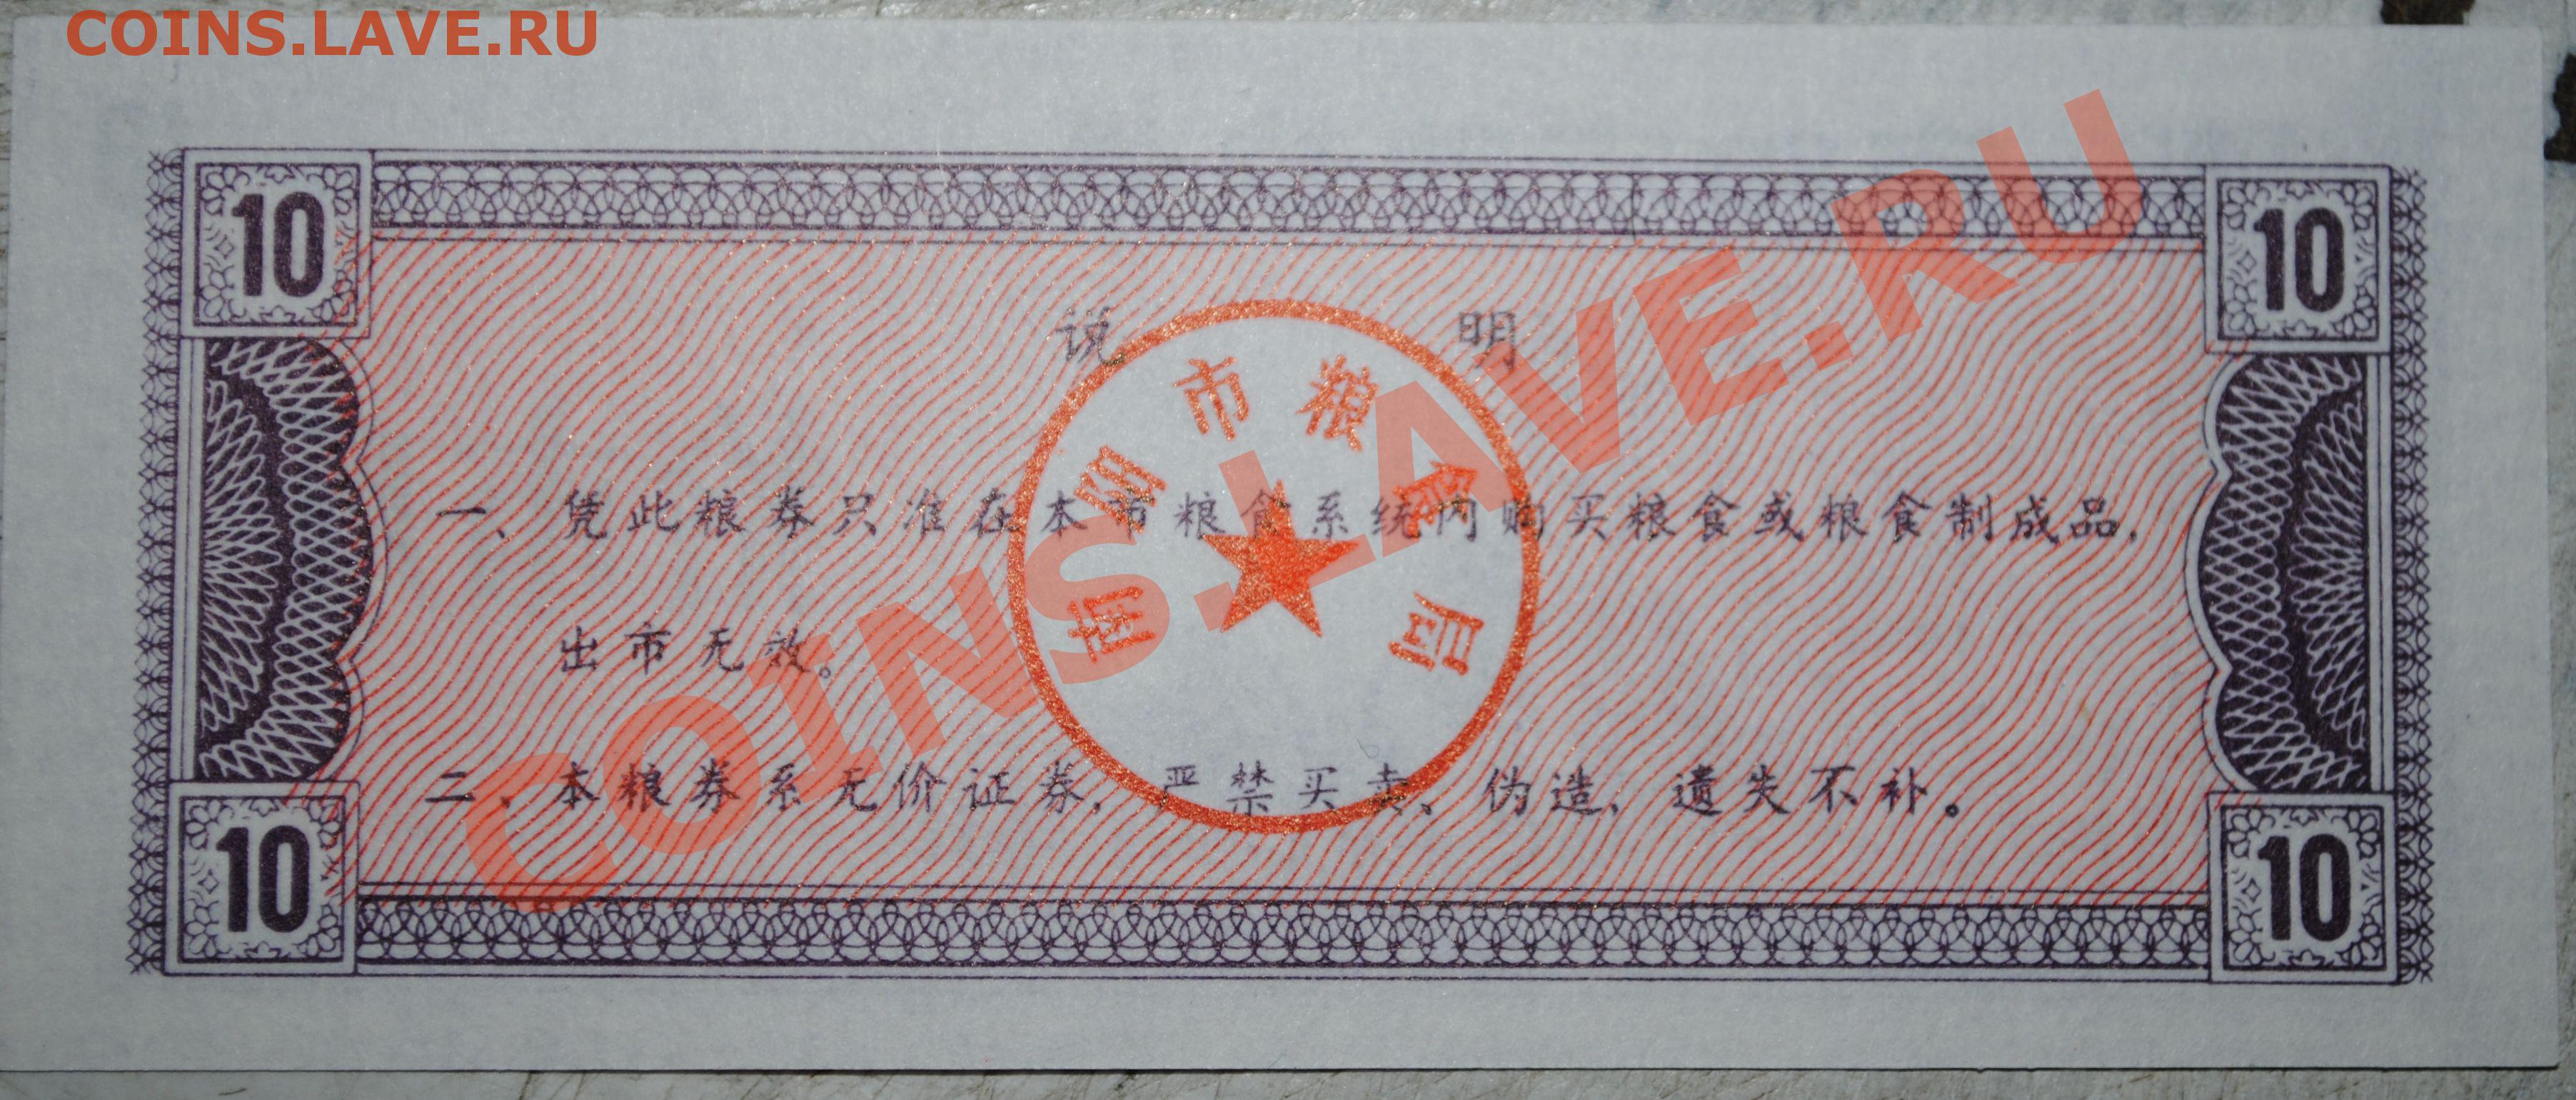 COINS.LAVE.RU
10
10
说明
州市粮食局
一、凭此粮券只准在本市粮食系统内购买粮食或粮食制成品,
出市无效。
二、本粮券系无价证券,严禁买卖、伪造,遗失不补。
10
10
COINS.LAVE.RU